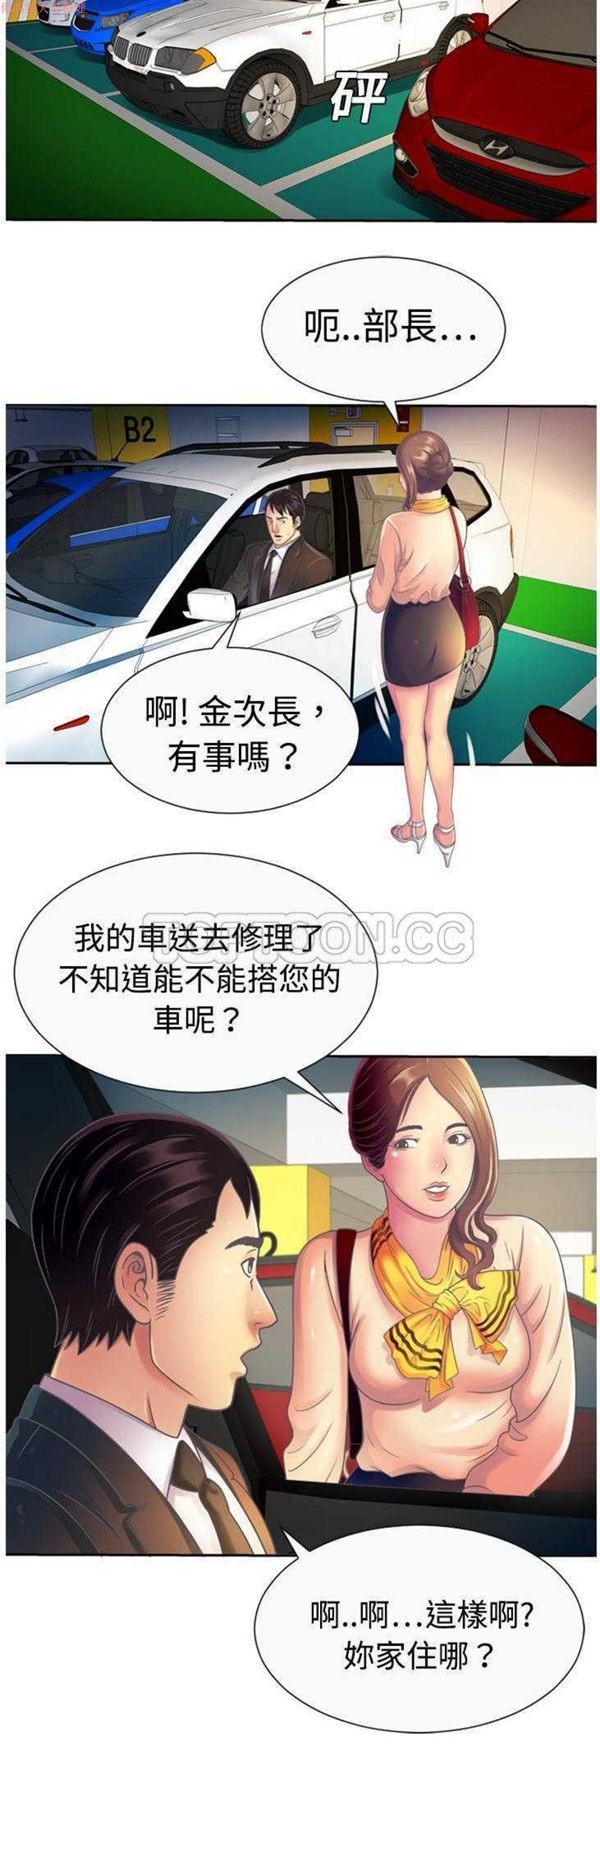 砰
呃..部長...
B2
啊! 金次長，
有事嗎？
我的車送去修理了
不知道能不能搭您的
車呢？
TOPTOON.CC
啊..啊...這樣啊?
妳家住哪？